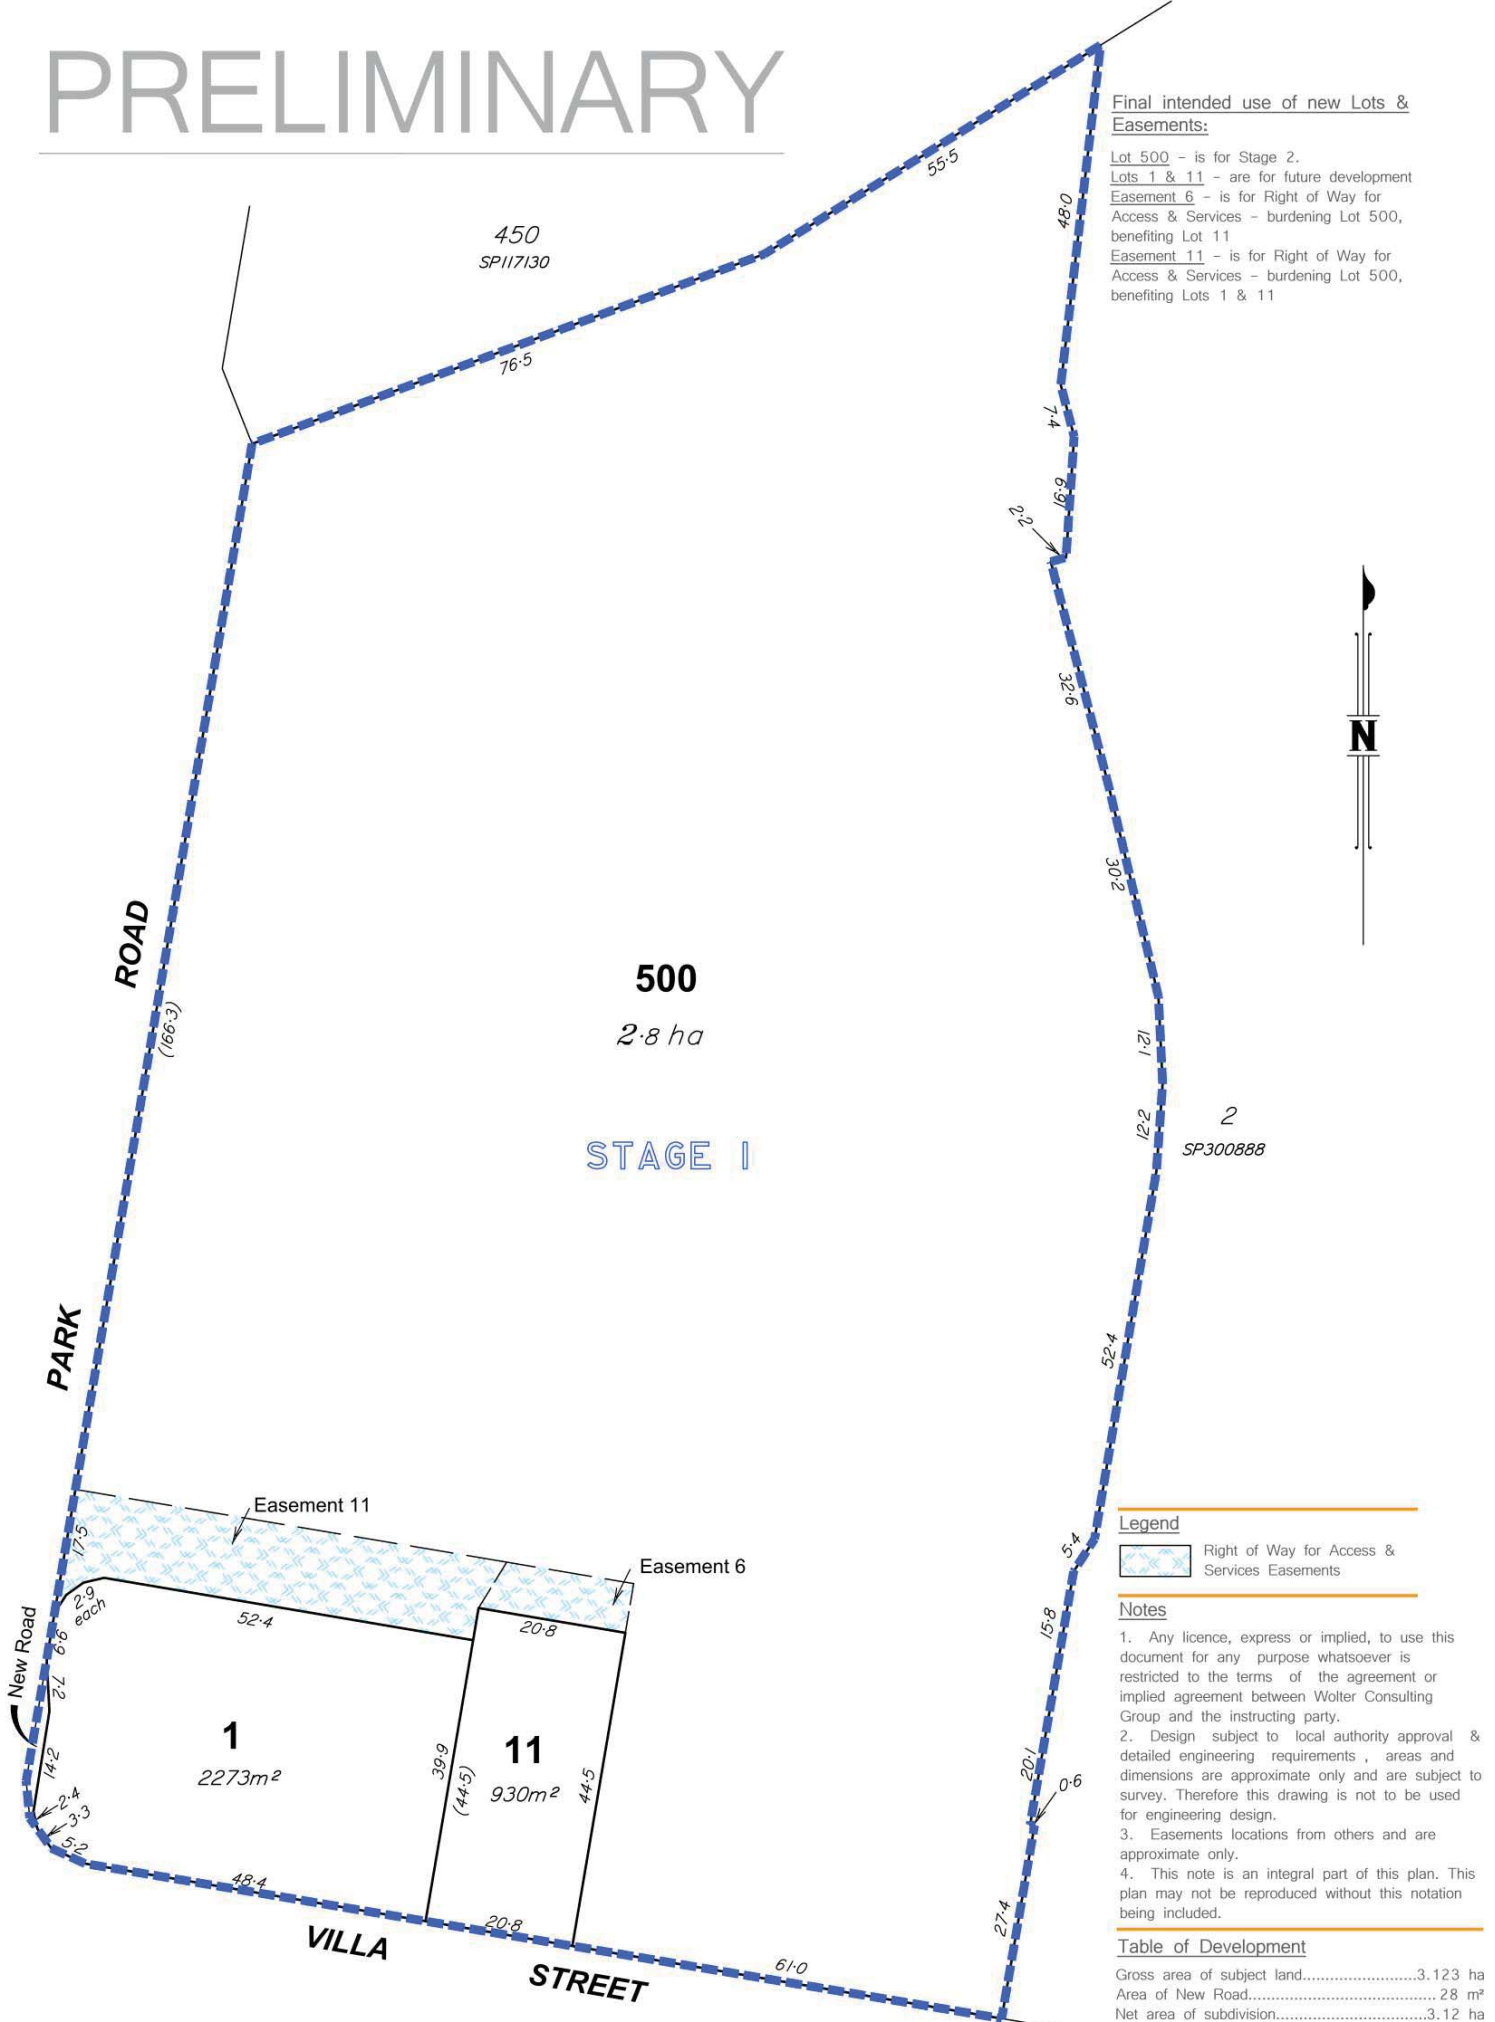 PRELIMINARY
Final intended use of new Lots &
Easements:
Lot 500 - is for Stage 2.
Lots 1 & 11 - are for future development
Easement 6 - is for Right of Way for
Access & Services - burdening Lot 500,
benefiting Lot 11
Easement 11 - is for Right of Way for
Access & Services - burdening Lot 500,
benefiting Lots 1 & 11
450
SP117130
55·5
48·0
76·5
7·4
16·9
2·2
32·6
N
30·2
ROAD
500
2·8 ha
(166·3)
12·1
12·2
2
SP300888
STAGE 1
PARK
52·4
Easement 11
17·5
Easement 6
5·4
2·9
each
52·4
20·8
15·8
New Road
6·6
7·2
14·2
1
2273m²
39·9
(44·5)
11
930m²
44·5
20·1
0·6
2·4
3·3
5·2
48·4
20·8
27·4
VILLA
STREET
61·0
Legend
Right of Way for Access &
Services Easements
Notes
1. Any licence, express or implied, to use this
document for any purpose whatsoever is
restricted to the terms of the agreement or
implied agreement between Wolter Consulting
Group and the instructing party.
2. Design subject to local authority approval &
detailed engineering requirements , areas and
dimensions are approximate only and are subject to
survey. Therefore this drawing is not to be used
for engineering design.
3. Easements locations from others and are
approximate only.
4. This note is an integral part of this plan. This
plan may not be reproduced without this notation
being included.
Table of Development
Gross area of subject land........................3.123 ha
Area of New Road.......................................28 m²
Net area of subdivision................................3.12 ha